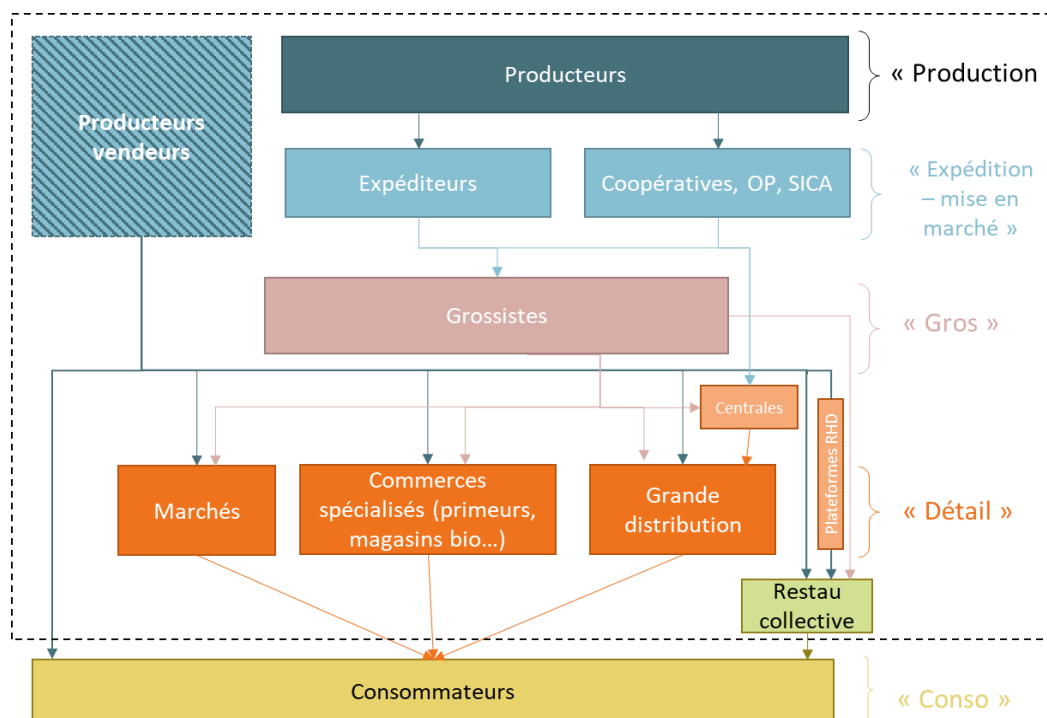 Producteurs
vendeurs
Producteurs
« Production
Expéditeurs
Coopératives, OP, SICA
« Expédition
– mise en
marché »
Grossistes
« Gros »
Centrales
Plateformes RHD
Marchés
Commerces
spécialisés (primeurs,
magasins bio…)
Grande
distribution
« Détail »
Restau
collective
Consommateurs
« Conso »